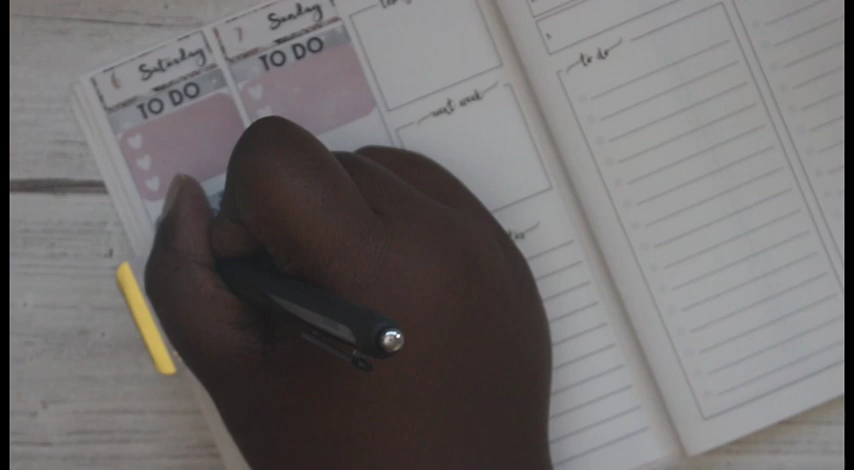 6 Saturday
TO DO
7 Sunday
TO DO
next week
to do